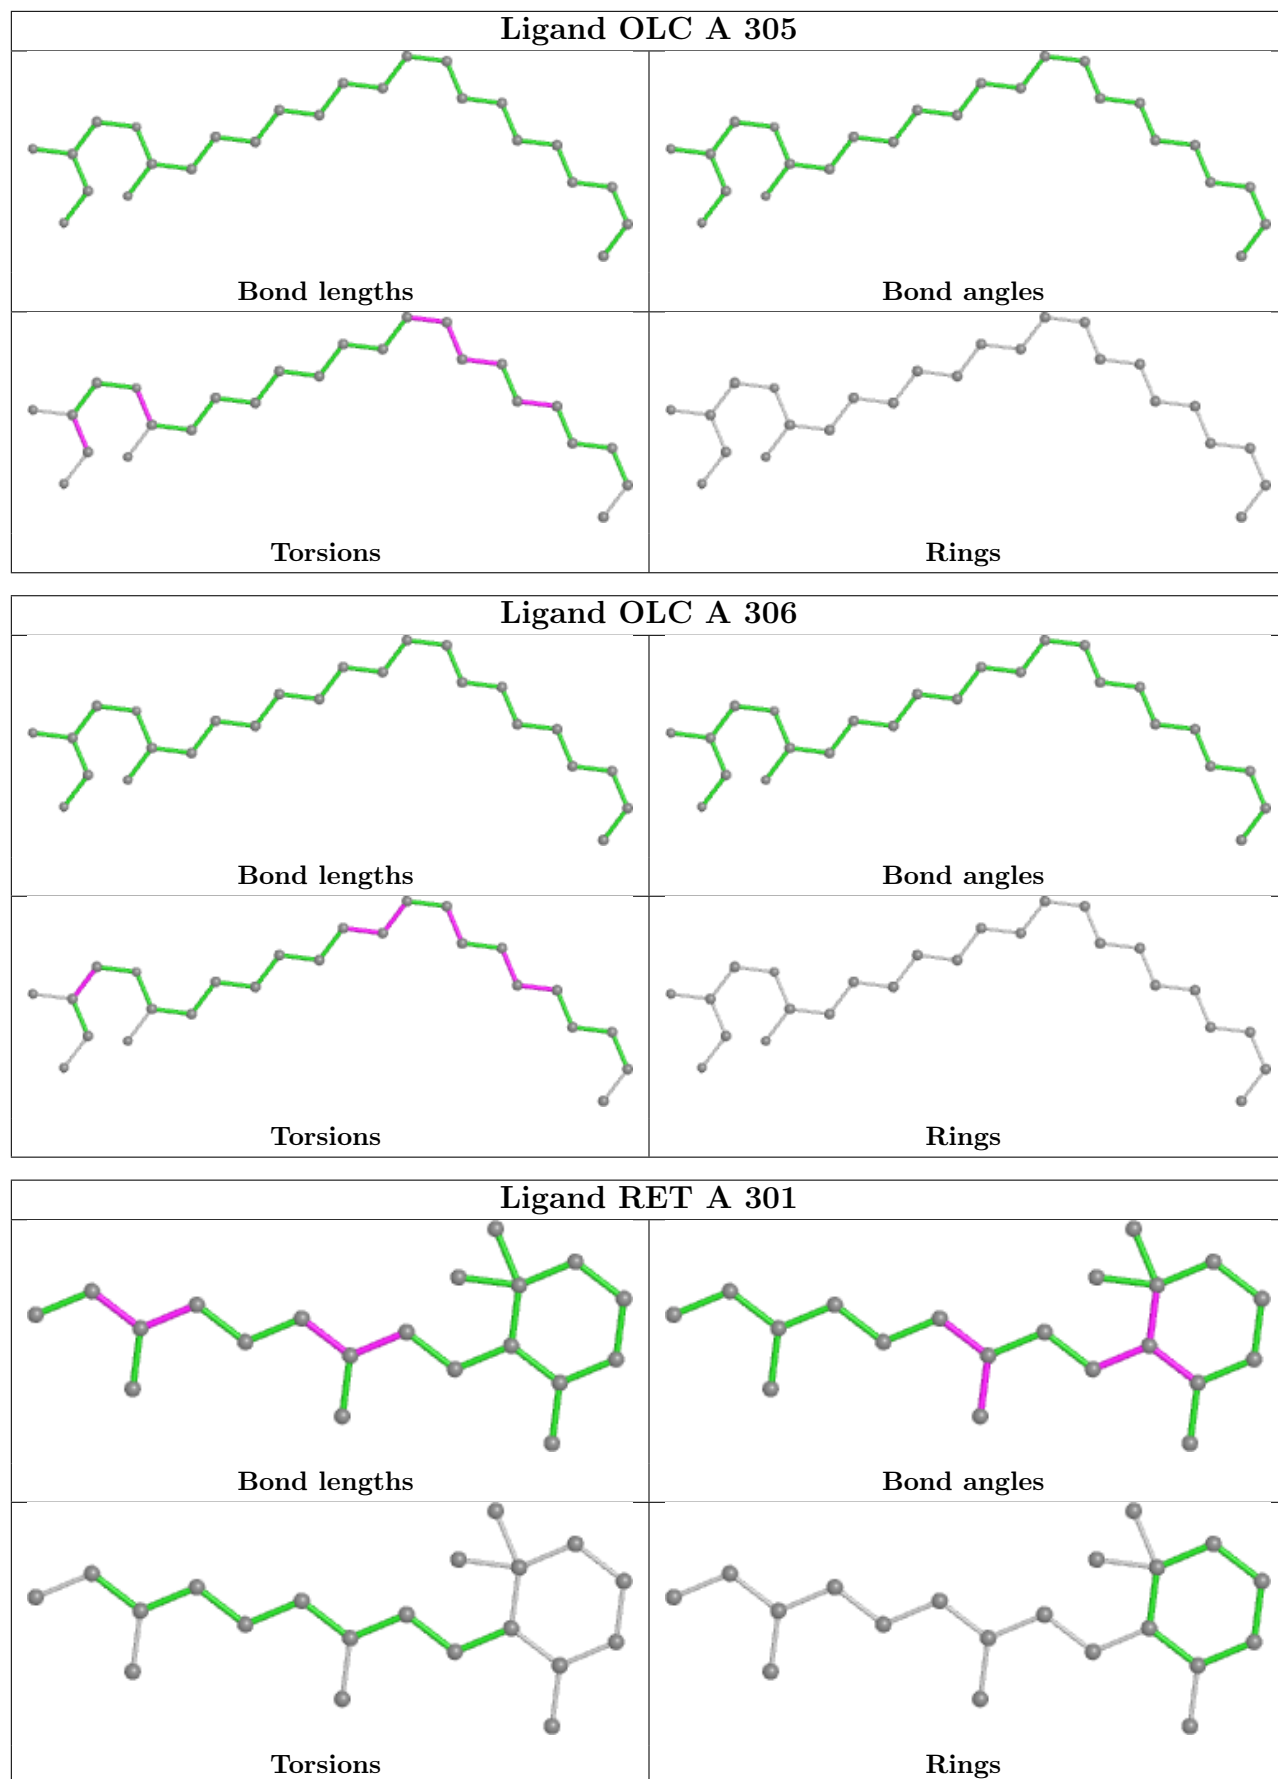 Ligand OLC A 305
Bond lengths
Bond angles
Torsions
Rings
Ligand OLC A 306
Bond lengths
Bond angles
Torsions
Rings
Ligand RET A 301
Bond lengths
Bond angles
Torsions
Rings